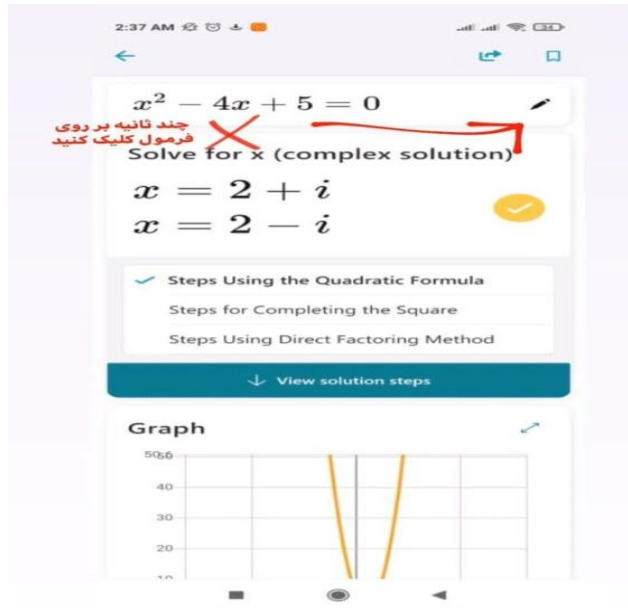 2:37 AM
34
x² − 4x + 5 = 0
چند ثانیه بر روی
فرمول کلیک کنید
Solve for x (complex solution)
x = 2 + i
x = 2 − i
Steps Using the Quadratic Formula
Steps for Completing the Square
Steps Using Direct Factoring Method
View solution steps
Graph
40
30
20